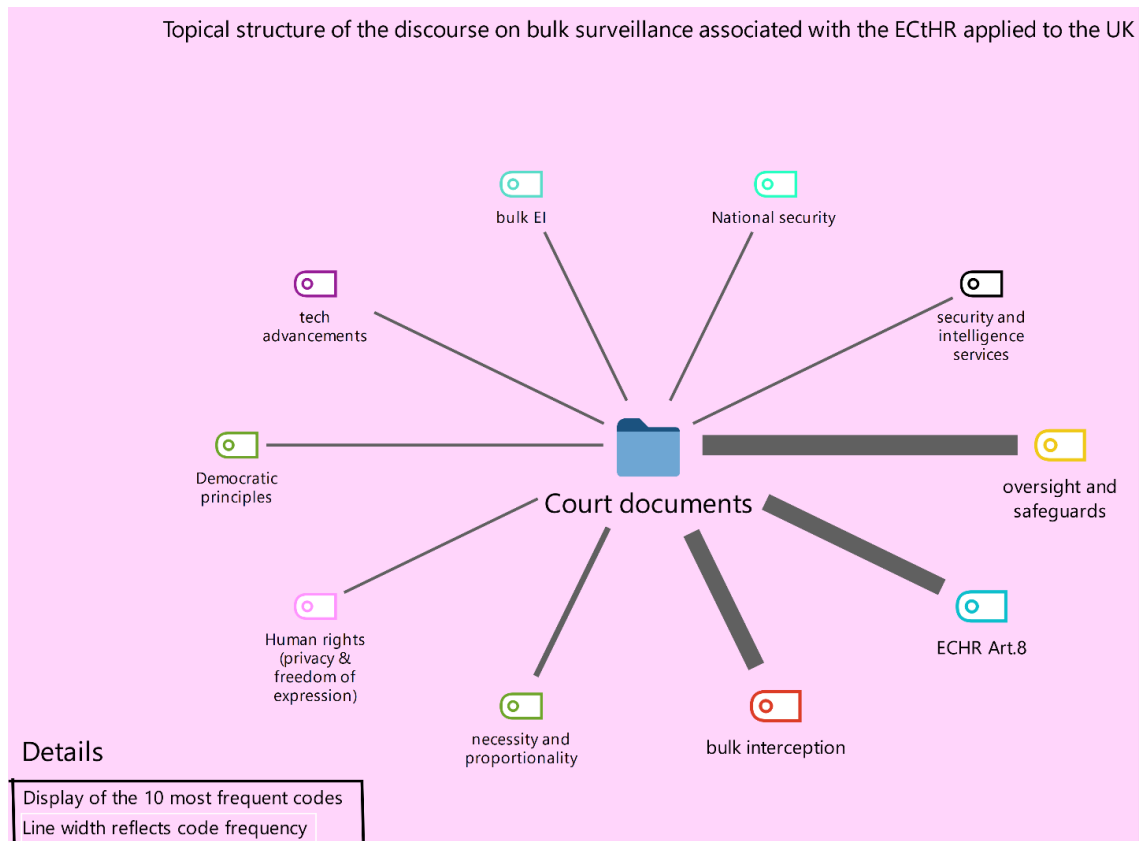 Topical structure of the discourse on bulk surveillance associated with the ECtHR applied to the UK
bulk EI
National security
tech
advancements
security and
intelligence
services
Democratic
principles
Court documents
oversight and
safeguards
Human rights
(privacy &
freedom of
expression)
ECHR Art.8
necessity and
proportionality
bulk interception
Details
Display of the 10 most frequent codes
Line width reflects code frequency